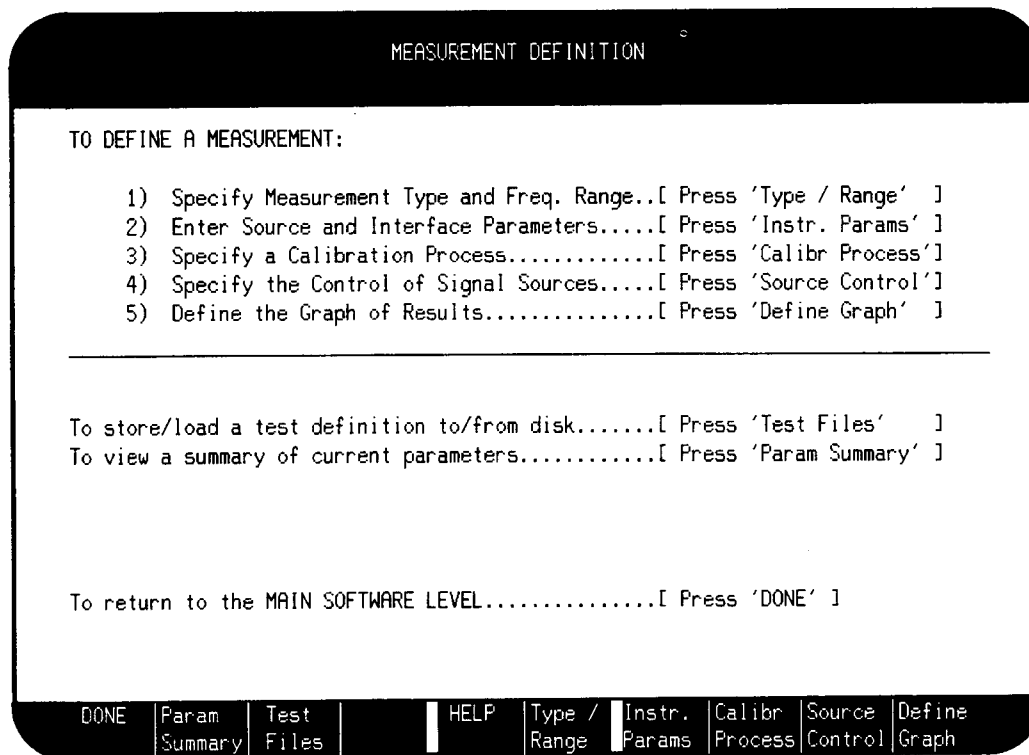 MEASUREMENT DEFINITION
TO DEFINE A MEASUREMENT:
1) Specify Measurement Type and Freq. Range..[ Press 'Type / Range' ]
2) Enter Source and Interface Parameters.....[ Press 'Instr. Params' ]
3) Specify a Calibration Process.............[ Press 'Calibr Process']
4) Specify the Control of Signal Sources.....[ Press 'Source Control']
5) Define the Graph of Results...............[ Press 'Define Graph' ]
To store/load a test definition to/from disk.......[ Press 'Test Files' ]
To view a summary of current parameters............[ Press 'Param Summary' ]
To return to the MAIN SOFTWARE LEVEL...............[ Press 'DONE' ]
DONE Param Test HELP Type / Instr. Calibr Source Define
Summary Files Range Params Process Control Graph